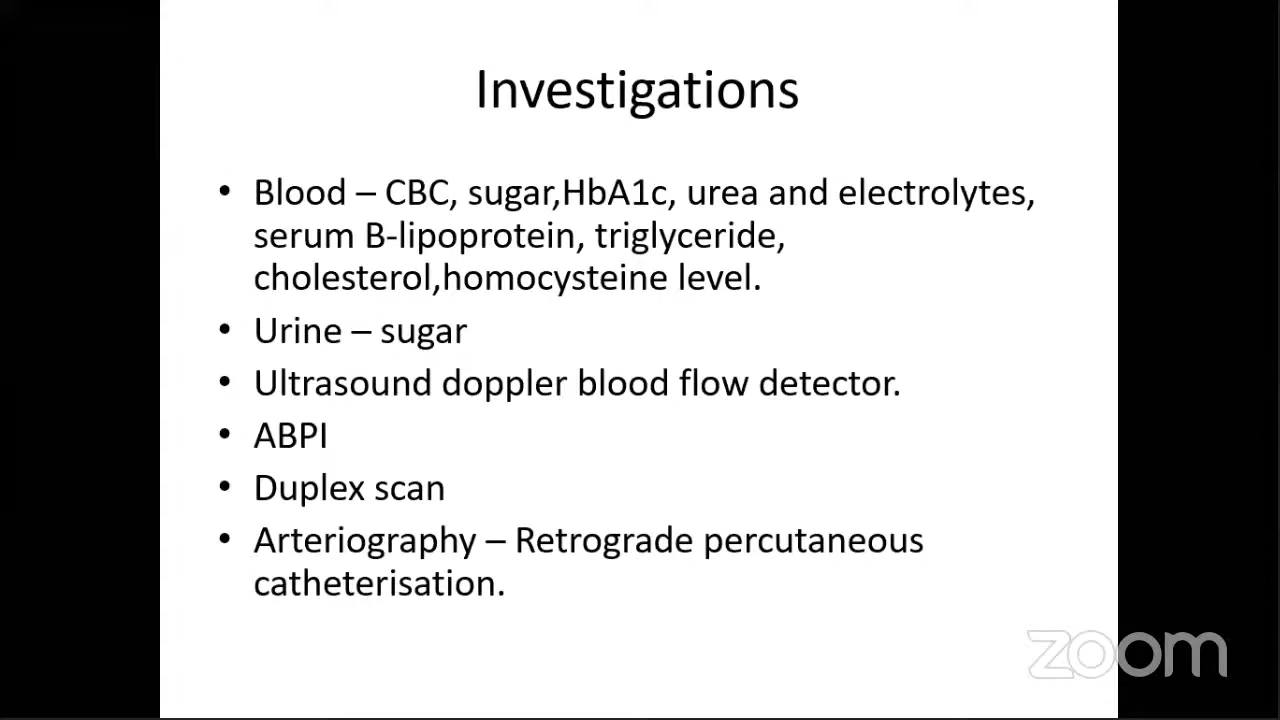 Investigations
• Blood – CBC, sugar,HbA1c, urea and electrolytes,
serum B-lipoprotein, triglyceride,
cholesterol,homocysteine level.
• Urine – sugar
• Ultrasound doppler blood flow detector.
• ABPI
• Duplex scan
• Arteriography – Retrograde percutaneous
catheterisation.
zoom